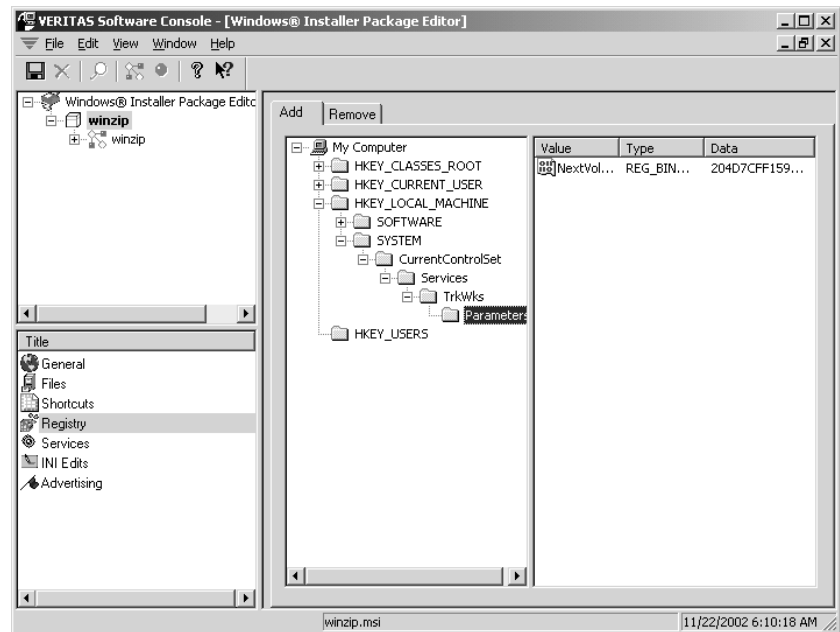 VERITAS Software Console - [Windows® Installer Package Editor]
File Edit View Window Help
Windows® Installer Package Editc
winzip
winzip
Title
General
Files
Shortcuts
Registry
Services
INI Edits
Advertising
Add Remove
My Computer
HKEY_CLASSES_ROOT
HKEY_CURRENT_USER
HKEY_LOCAL_MACHINE
SOFTWARE
SYSTEM
CurrentControlSet
Services
TrkWks
Parameters
HKEY_USERS
Value Type Data
NextVol... REG_BIN... 204D7CFF159...
winzip.msi 11/22/2002 6:10:18 AM